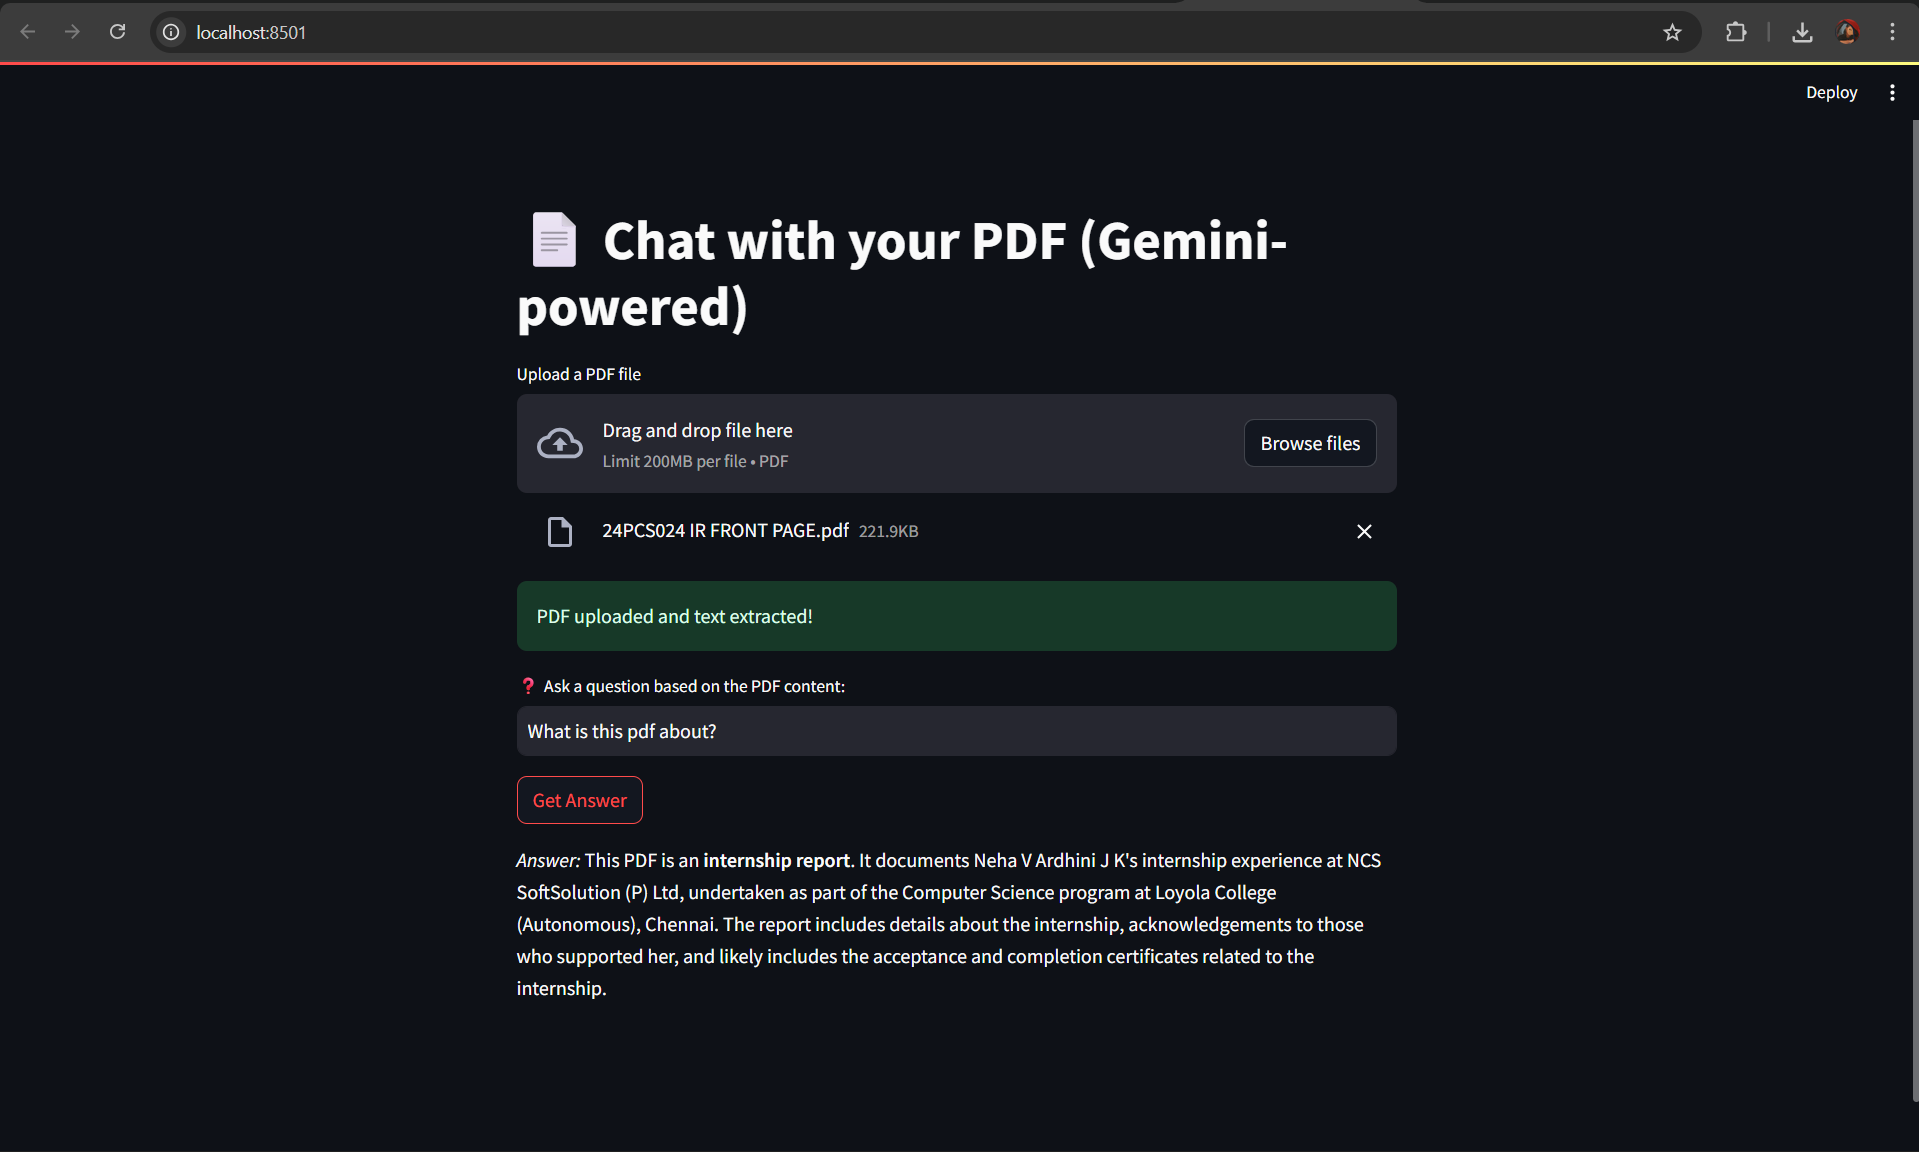 localhost:8501
Deploy
Chat with your PDF (Gemini-
powered)
Upload a PDF file
Drag and drop file here
Limit 200MB per file • PDF
Browse files
24PCS024 IR FRONT PAGE.pdf 221.9KB
PDF uploaded and text extracted!
❓ Ask a question based on the PDF content:
What is this pdf about?
Get Answer
Answer: This PDF is an internship report. It documents Neha V Ardhini J K's internship experience at NCS
SoftSolution (P) Ltd, undertaken as part of the Computer Science program at Loyola College
(Autonomous), Chennai. The report includes details about the internship, acknowledgements to those
who supported her, and likely includes the acceptance and completion certificates related to the
internship.